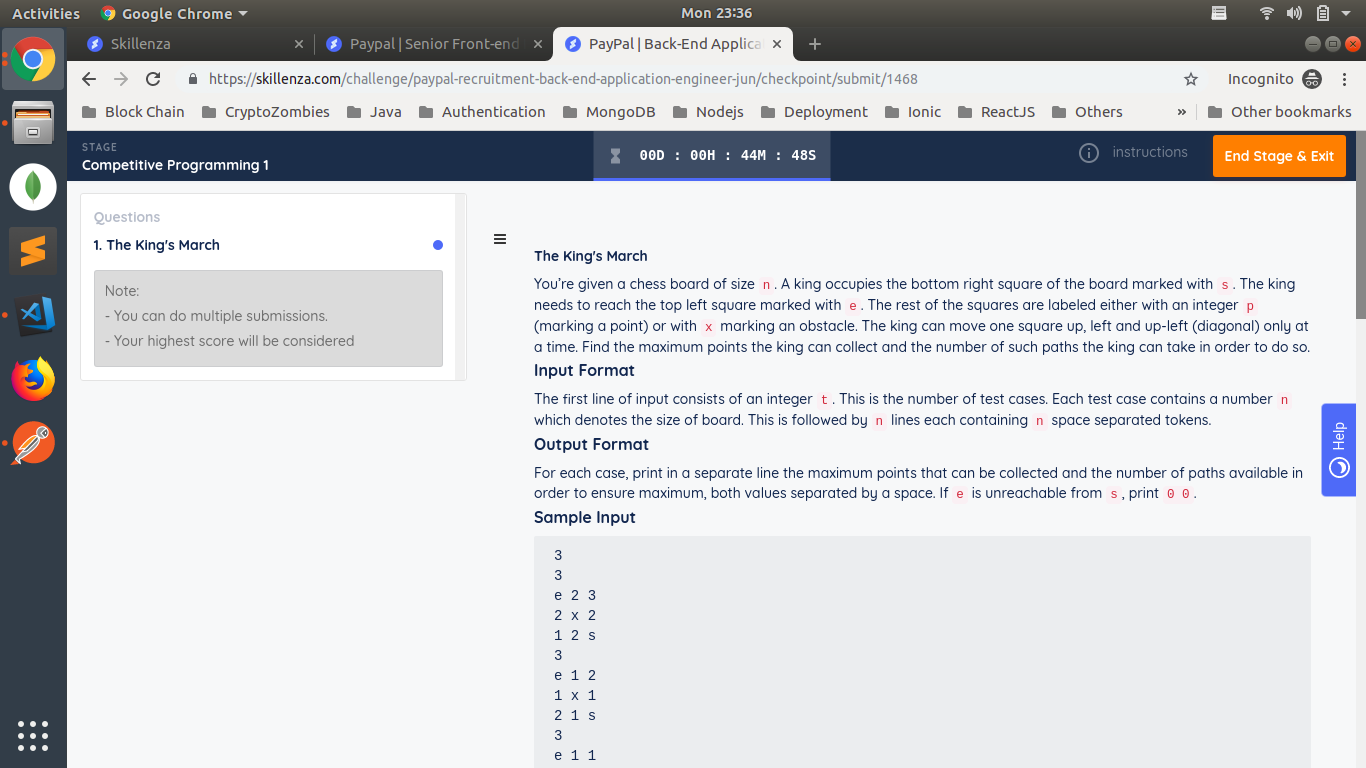 Activities
Google Chrome
Mon 23:36
Skillenza
Paypal | Senior Front-end
PayPal | Back-End Applica
https://skillenza.com/challenge/paypal-recruitment-back-end-application-engineer-jun/checkpoint/submit/1468
Incognito
Block Chain
CryptoZombies
Java
Authentication
MongoDB
Nodejs
Deployment
Ionic
ReactJS
Others
»
Other bookmarks
STAGE
Competitive Programming 1
00D : 00H : 44M : 48S
instructions
End Stage & Exit
Questions
1. The King's March
Note:
- You can do multiple submissions.
- Your highest score will be considered
The King's March
You're given a chess board of size n. A king occupies the bottom right square of the board marked with s. The king
needs to reach the top left square marked with e. The rest of the squares are labeled either with an integer p
(marking a point) or with x marking an obstacle. The king can move one square up, left and up-left (diagonal) only at
a time. Find the maximum points the king can collect and the number of such paths the king can take in order to do so.
Input Format
The first line of input consists of an integer t. This is the number of test cases. Each test case contains a number n
which denotes the size of board. This is followed by n lines each containing n space separated tokens.
Output Format
For each case, print in a separate line the maximum points that can be collected and the number of paths available in
order to ensure maximum, both values separated by a space. If e is unreachable from s, print 0 0.
Sample Input
3
3
e 2 3
2 x 2
1 2 s
3
e 1 2
1 x 1
2 1 s
3
e 1 1
Help